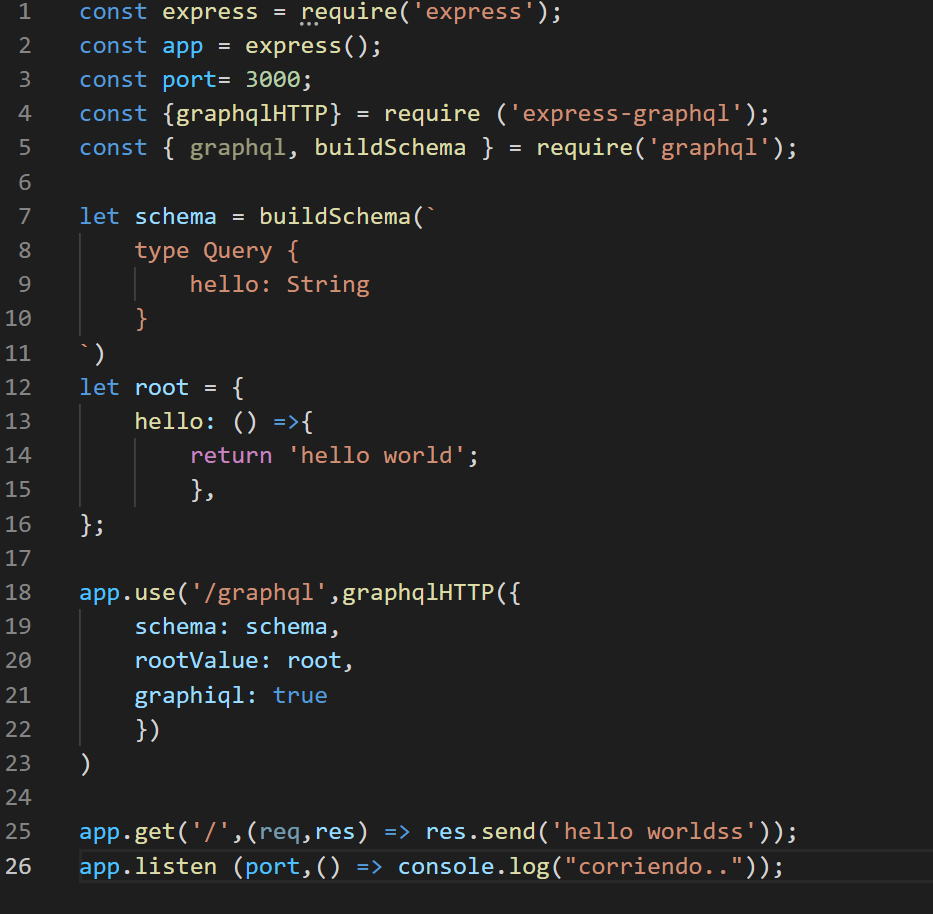 1 const express = require('express');
2 const app = express();
3 const port= 3000;
4 const {graphqlHTTP} = require ('express-graphql');
5 const { graphql, buildSchema } = require('graphql');
6
7 let schema = buildSchema(`
8     type Query {
9         hello: String
10     }
11 `)
12 let root = {
13     hello: () =>{
14         return 'hello world';
15         },
16 };
17
18 app.use('/graphql',graphqlHTTP({
19     schema: schema,
20     rootValue: root,
21     graphiql: true
22     })
23 )
24
25 app.get('/',(req,res) => res.send('hello worldss'));
26 app.listen (port,() => console.log("corriendo.."));